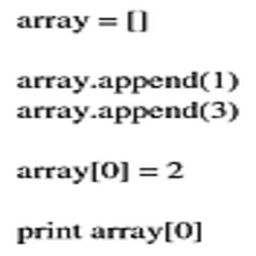 array = []
array.append(1)
array.append(3)
array[0] = 2
print array[0]